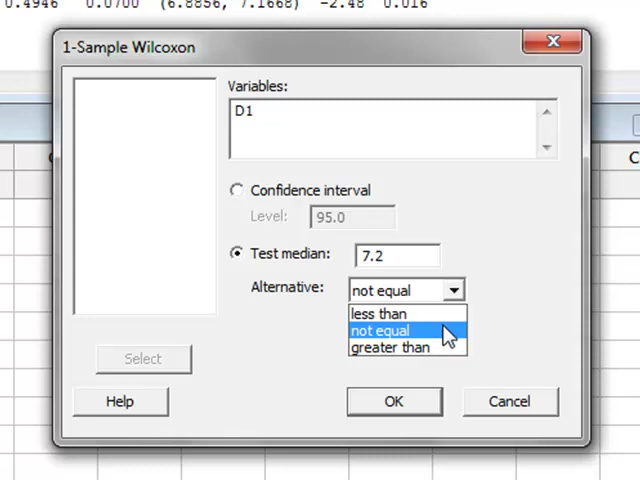 0.4946 0.0700 (6.8856, 7.1668) -2.48 0.016
1-Sample Wilcoxon
Variables:
D1
Confidence interval
Level: 95.0
Test median: 7.2
Alternative: not equal
less than
not equal
greater than
Select
Help OK Cancel